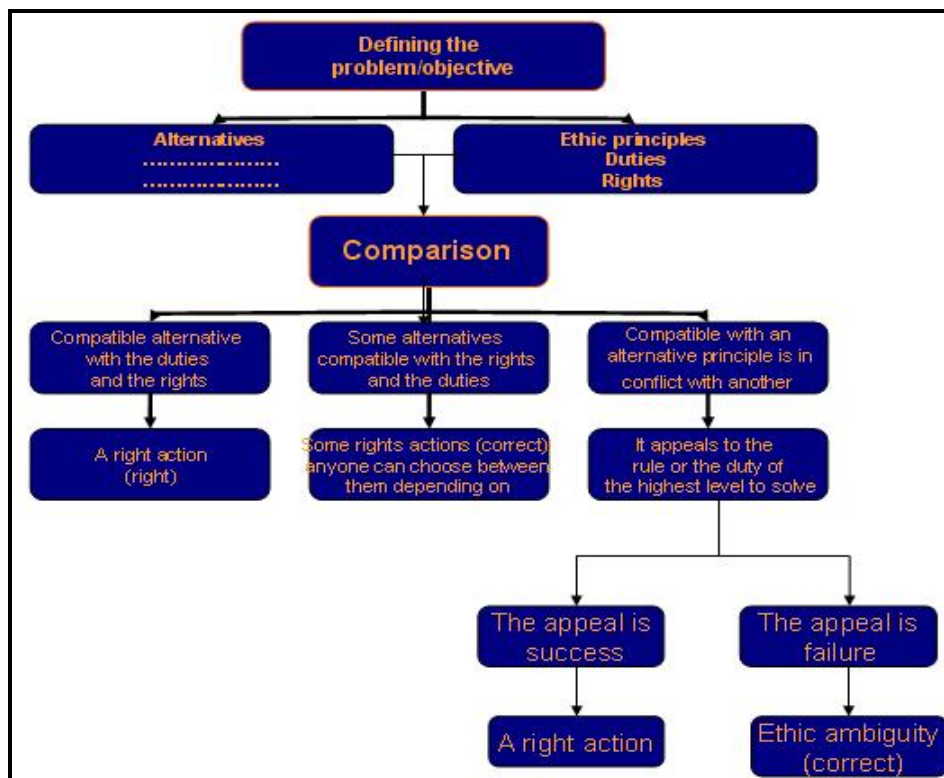 Defining the
problem/objective
Alternatives
.....................
.....................
Ethic principles
Duties
Rights
Comparison
Compatible alternative
with the duties
and the rights
Some alternatives
compatible with the rights
and the duties
Compatible with an
alternative principle is in
conflict with another
A right action
(right)
Some rights actions (correct)
anyone can choose between
them depending on
It appeals to the
rule or the duty of
the highest level to solve
The appeal is
success
The appeal is
failure
A right action
Ethic ambiguity
(correct)